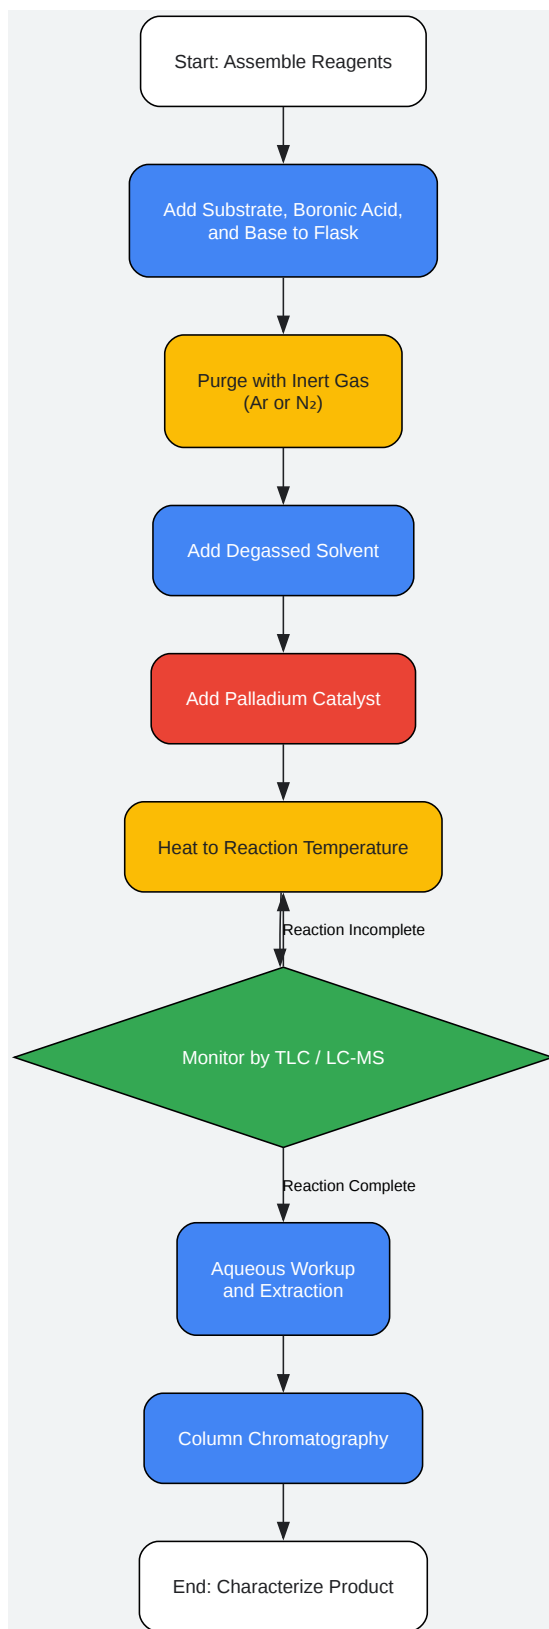 Start: Assemble Reagents
Add Substrate, Boronic Acid,
and Base to Flask
Purge with Inert Gas
(Ar or N₂)
Add Degassed Solvent
Add Palladium Catalyst
Heat to Reaction Temperature
Reaction Incomplete
Monitor by TLC / LC-MS
Reaction Complete
Aqueous Workup
and Extraction
Column Chromatography
End: Characterize Product